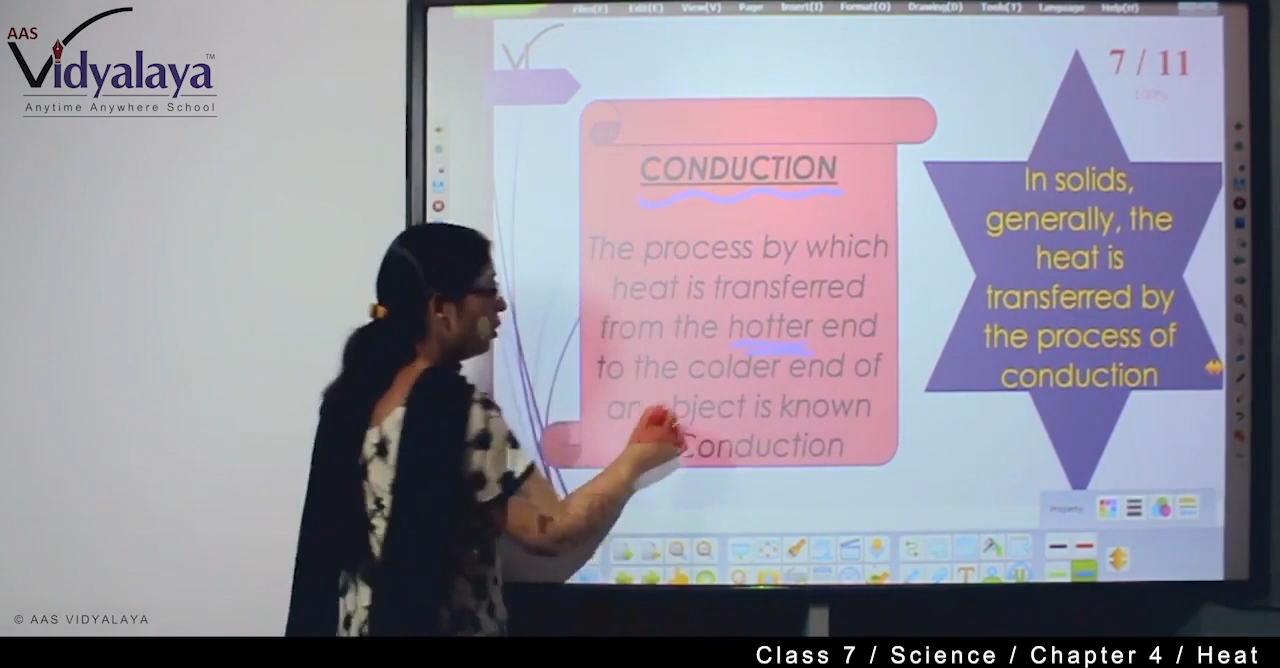 AAS
Vidyalaya™
Anytime Anywhere School
File(F) Edit(E) View(V) Page Insert(I) Format(O) Drawing(D) Tools(T) Language Help(H)
7 / 11
100%
CONDUCTION
The process by which
heat is transferred
from the hotter end
to the colder end of
an object is known
Conduction
In solids,
generally, the
heat is
transferred by
the process of
conduction
Property:
© AAS VIDYALAYA
Class 7 / Science / Chapter 4 / Heat